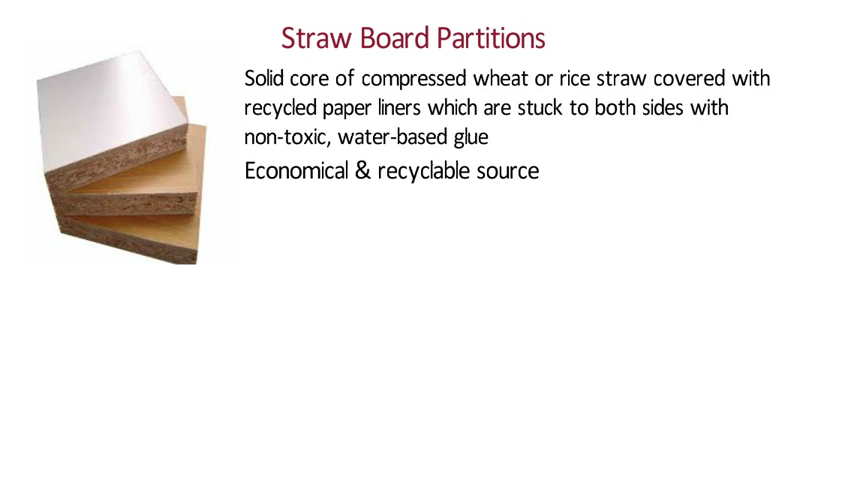 Straw Board Partitions
Solid core of compressed wheat or rice straw covered with
recycled paper liners which are stuck to both sides with
non-toxic, water-based glue
Economical & recyclable source